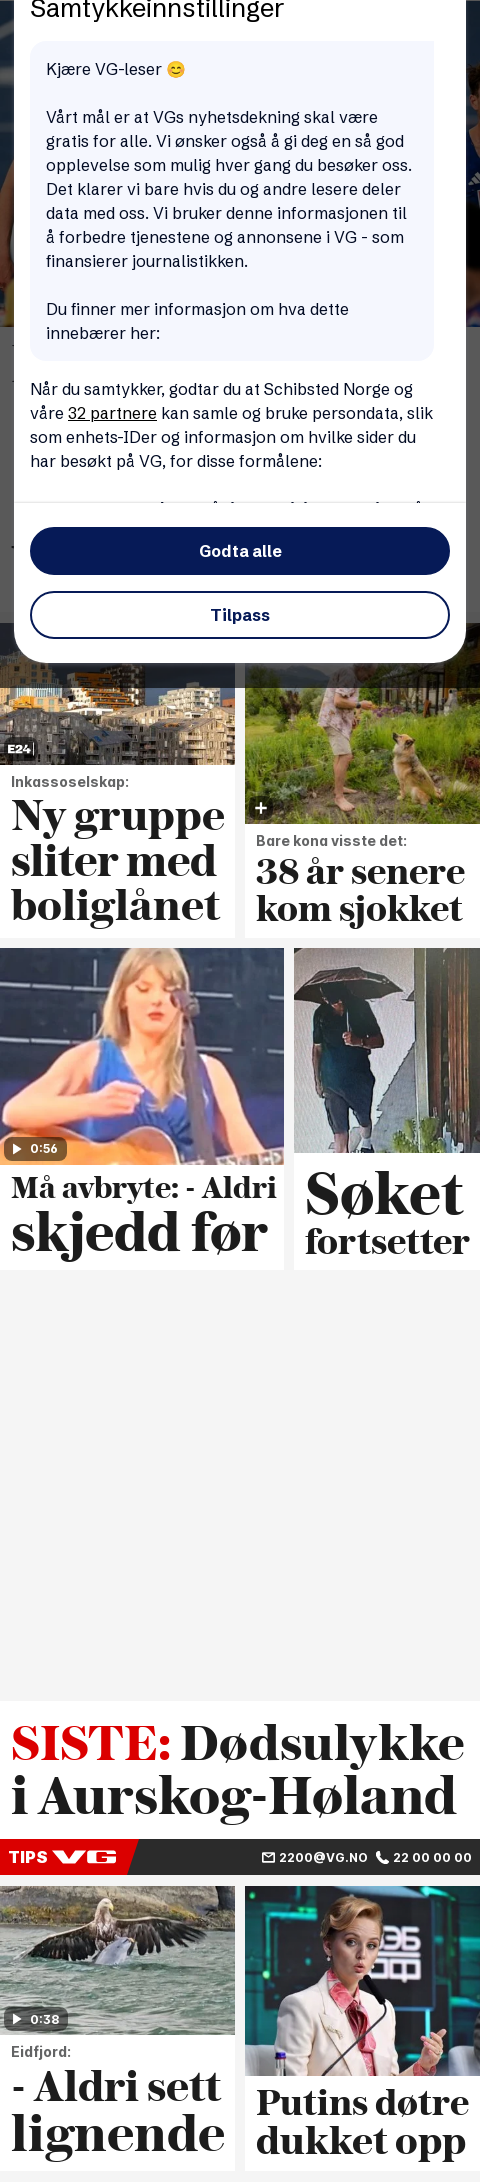 Samtykkeinnstillinger
Kjære VG-leser 😊
Vårt mål er at VGs nyhetsdekning skal være
gratis for alle. Vi ønsker også å gi deg en så god
opplevelse som mulig hver gang du besøker oss.
Det klarer vi bare hvis du og andre lesere deler
data med oss. Vi bruker denne informasjonen til
å forbedre tjenestene og annonsene i VG - som
finansierer journalistikken.
Du finner mer informasjon om hva dette
innebærer her:
Når du samtykker, godtar du at Schibsted Norge og
våre 32 partnere kan samle og bruke persondata, slik
som enhets-IDer og informasjon om hvilke sider du
har besøkt på VG, for disse formålene:
Godta alle
Tilpass
E24
Inkassoselskap:
Ny gruppe
sliter med
boliglånet
Bare kona visste det:
38 år senere
kom sjokket
0:56
Må avbryte: - Aldri
skjedd før
Søket
fortsetter
SISTE: Dødsulykke
i Aurskog-Høland
TIPS VG 2200@VG.NO 22 00 00 00
0:38
Eidfjord:
- Aldri sett
lignende
Putins døtre
dukket opp